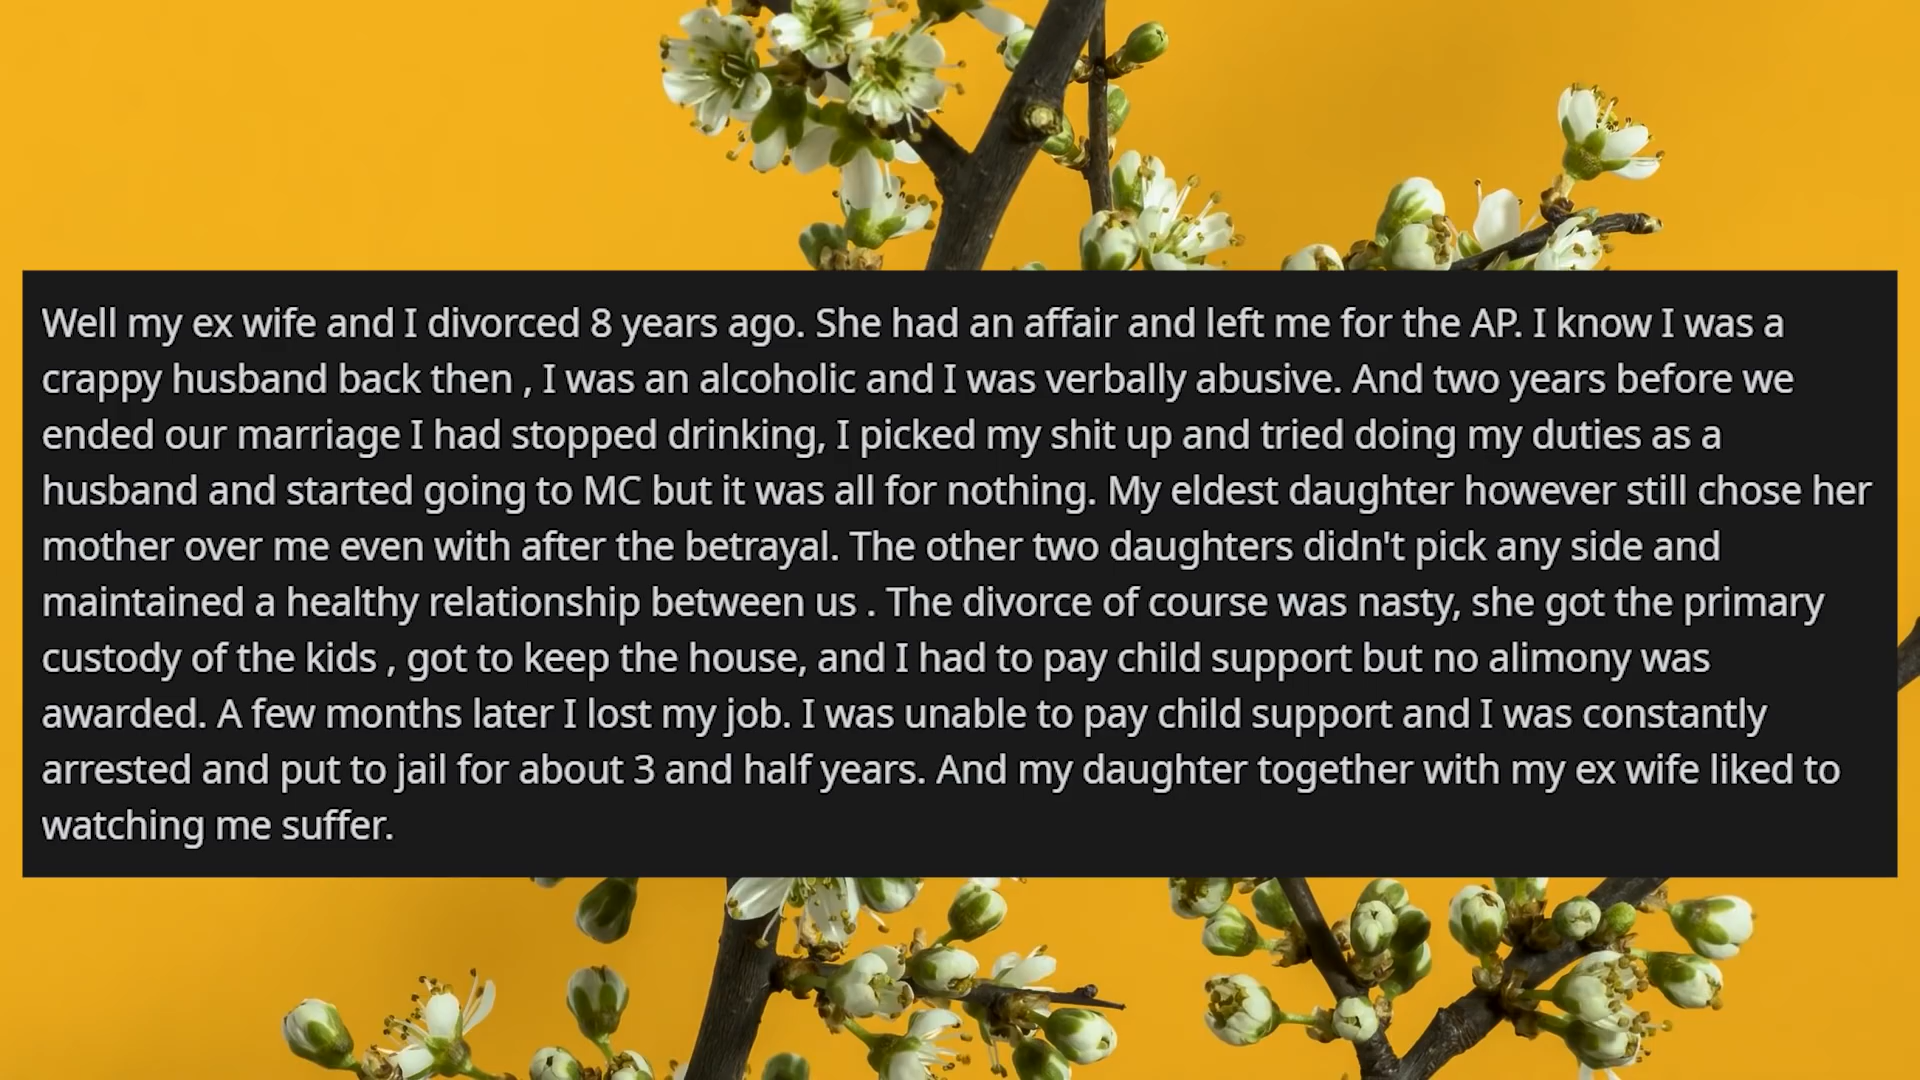 Well my ex wife and I divorced 8 years ago. She had an affair and left me for the AP. I know I was a
crappy husband back then , I was an alcoholic and I was verbally abusive. And two years before we
ended our marriage I had stopped drinking, I picked my shit up and tried doing my duties as a
husband and started going to MC but it was all for nothing. My eldest daughter however still chose her
mother over me even with after the betrayal. The other two daughters didn't pick any side and
maintained a healthy relationship between us . The divorce of course was nasty, she got the primary
custody of the kids , got to keep the house, and I had to pay child support but no alimony was
awarded. A few months later I lost my job. I was unable to pay child support and I was constantly
arrested and put to jail for about 3 and half years. And my daughter together with my ex wife liked to
watching me suffer.